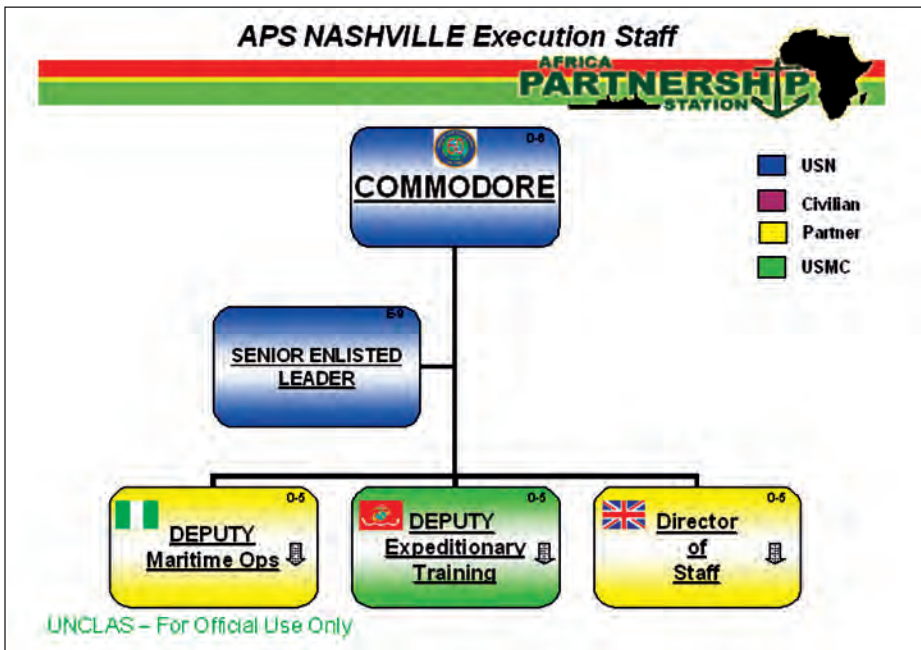 APS NASHVILLE Execution Staff
AFRICA
PARTNERSHIP
STATION
O-6
COMMODORE
USN
Civilian
Partner
USMC
E-9
SENIOR ENLISTED
LEADER
O-5
DEPUTY
Maritime Ops
O-5
DEPUTY
Expeditionary
Training
O-5
Director
of
Staff
UNCLAS – For Official Use Only